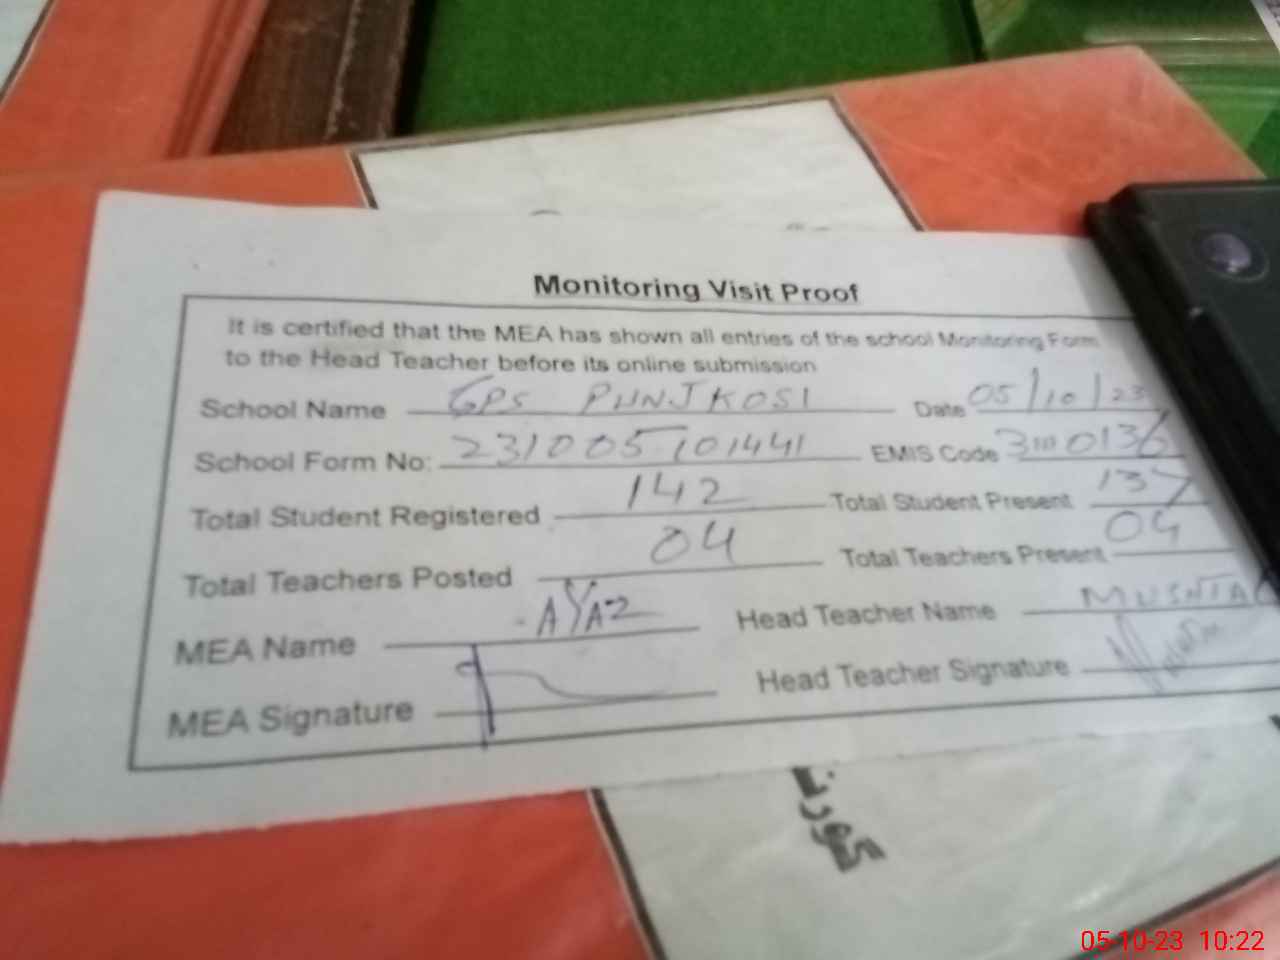 Monitoring Visit Proof
It is certified that the MEA has shown all entries of the school Monitoring Form
to the Head Teacher before its online submission
School Name GPS PUNJKOSI Date 05/10/23
School Form No: 231005101441 EMIS Code
Total Student Registered 142 Total Student Present 137
Total Teachers Posted 04 Total Teachers Present 04
MEA Name AYAZ Head Teacher Name
MEA Signature Head Teacher Signature
05-10-23 10:22